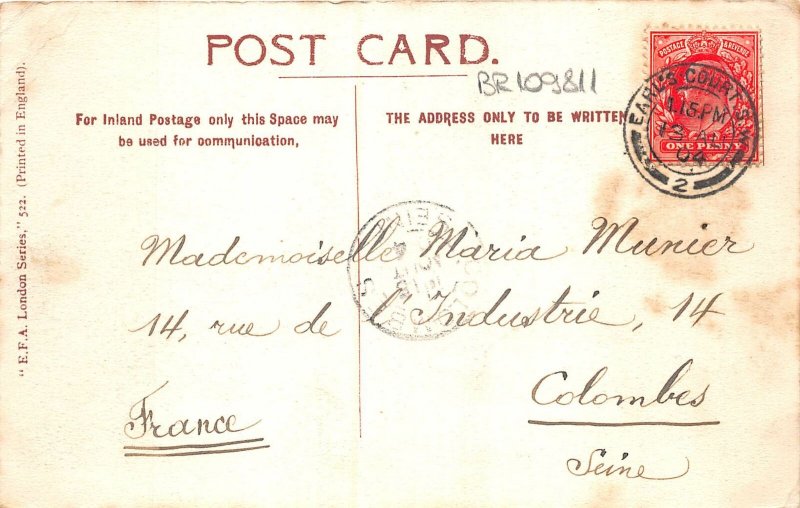 POST CARD.
BR109811
For Inland Postage only this Space may
be used for communication,
THE ADDRESS ONLY TO BE WRITTEN
HERE
POSTAGE & REVENUE
ONE PENNY
EARL'S COURT S.W.
1.15 PM
04
2
Mademoiselle Maria Munier
14, rue de l'Industrie, 14
Colombes
France
Seine
"E.F.A. London Series," 522. (Printed in England).